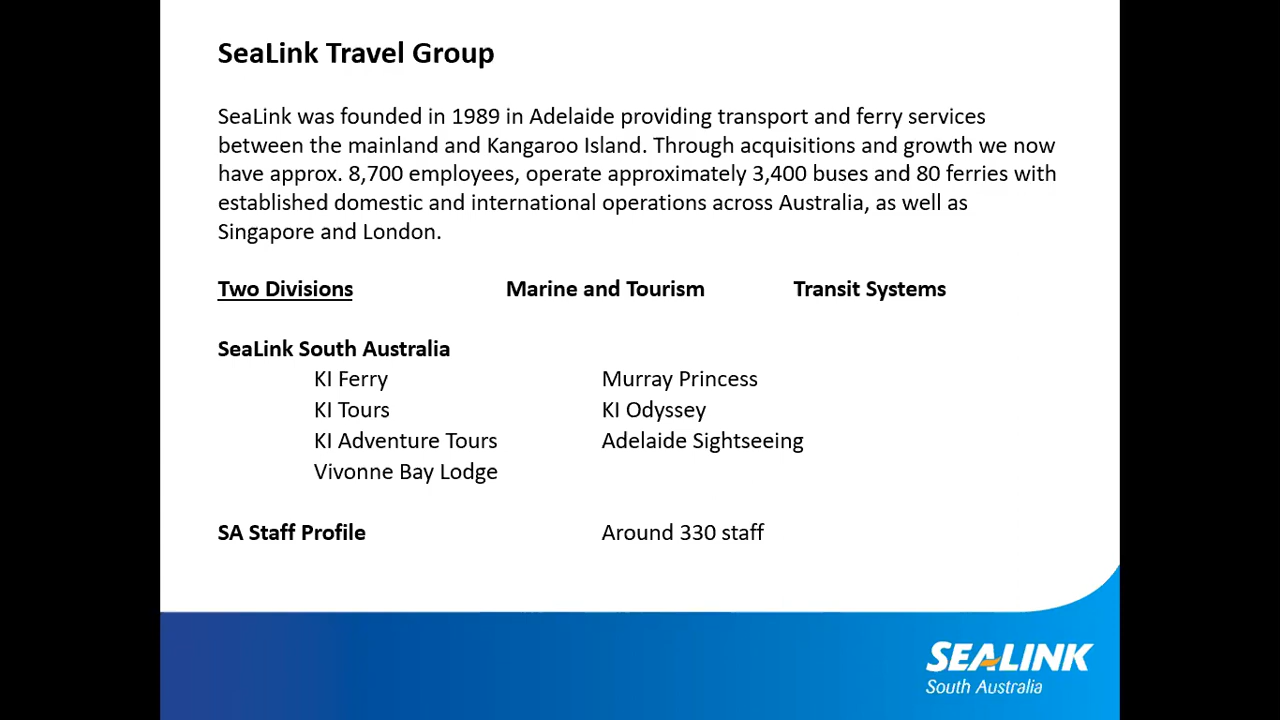 SeaLink Travel Group
SeaLink was founded in 1989 in Adelaide providing transport and ferry services
between the mainland and Kangaroo Island. Through acquisitions and growth we now
have approx. 8,700 employees, operate approximately 3,400 buses and 80 ferries with
established domestic and international operations across Australia, as well as
Singapore and London.
Two Divisions Marine and Tourism Transit Systems
SeaLink South Australia
KI Ferry Murray Princess
KI Tours KI Odyssey
KI Adventure Tours Adelaide Sightseeing
Vivonne Bay Lodge
SA Staff Profile Around 330 staff
SEALINK
South Australia